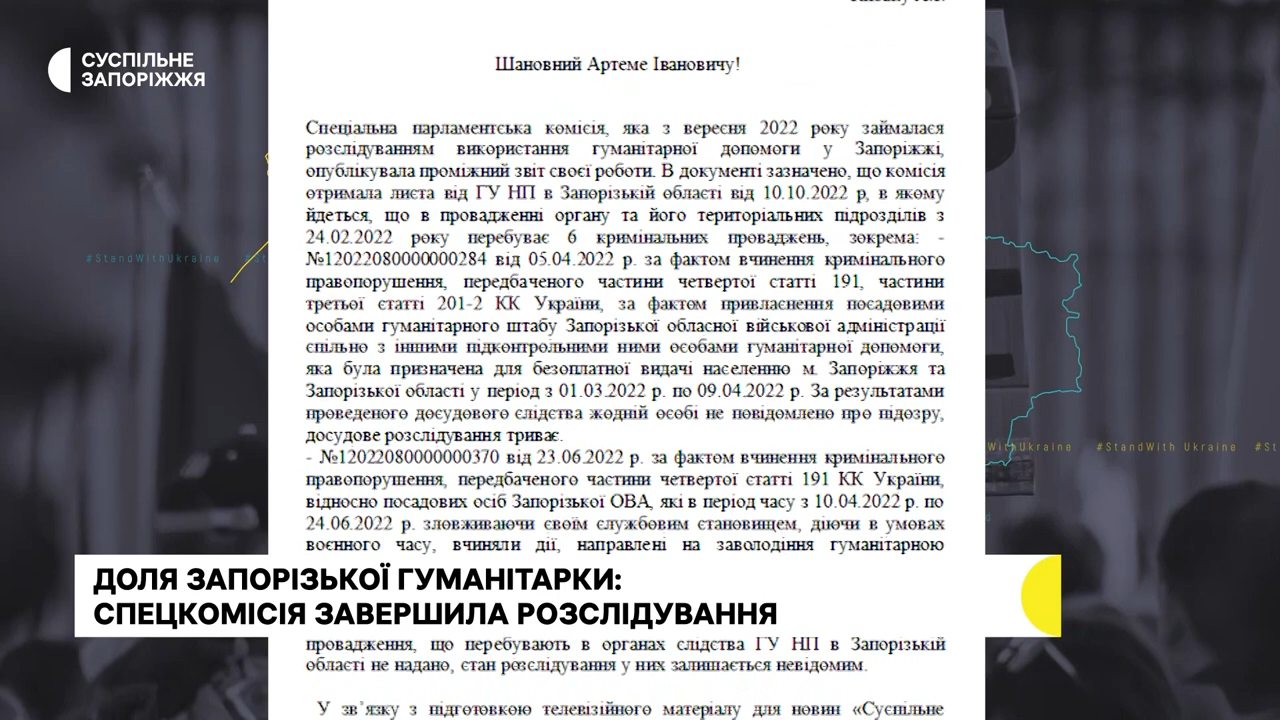 СУСПІЛЬНЕ
ЗАПОРІЖЖЯ
Шановний Артеме Івановичу!
Спеціальна парламентська комісія, яка з вересня 2022 року займалася
розслідуванням використання гуманітарної допомоги у Запоріжжі,
опублікувала проміжний звіт своєї роботи. В документі зазначено, що комісія
отримала листа від ГУ НП в Запорізькій області від 10.10.2022 р, в якому
йдеться, що в провадженні органу та його територіальних підрозділів з
24.02.2022 року перебуває 6 кримінальних проваджень, зокрема: -
№12022080000000284 від 05.04.2022 р. за фактом вчинення кримінального
правопорушення, передбаченого частини четвертої статті 191, частини
третьої статті 201-2 КК України, за фактом привласнення посадовими
особами гуманітарного штабу Запорізької обласної військової адміністрації
спільно з іншими підконтрольними ними особами гуманітарної допомоги,
яка була призначена для безоплатної видачі населенню м. Запоріжжя та
Запорізької області у період з 01.03.2022 р. по 09.04.2022 р. За результатами
проведеного досудового слідства жодній особі не повідомлено про підозру,
досудове розслідування триває.
- №12022080000000370 від 23.06.2022 р. за фактом вчинення кримінального
правопорушення, передбаченого частини четвертої статті 191 КК України,
відносно посадових осіб Запорізької ОВА, які в період часу з 10.04.2022 р. по
24.06.2022 р. зловживаючи своїм службовим становищем, діючи в умовах
воєнного часу, вчиняли дії, направлені на заволодіння гуманітарною
ДОЛЯ ЗАПОРІЗЬКОЇ ГУМАНІТАРКИ:
СПЕЦКОМІСІЯ ЗАВЕРШИЛА РОЗСЛІДУВАННЯ
провадження, що перебувають в органах слідства ГУ НП в Запорізькій
області не надано, стан розслідування у них залишається невідомим.
У зв'язку з підготовкою телевізійного матеріалу для новин «Суспільне
#StandWithUkraine
#StandWith Ukraine